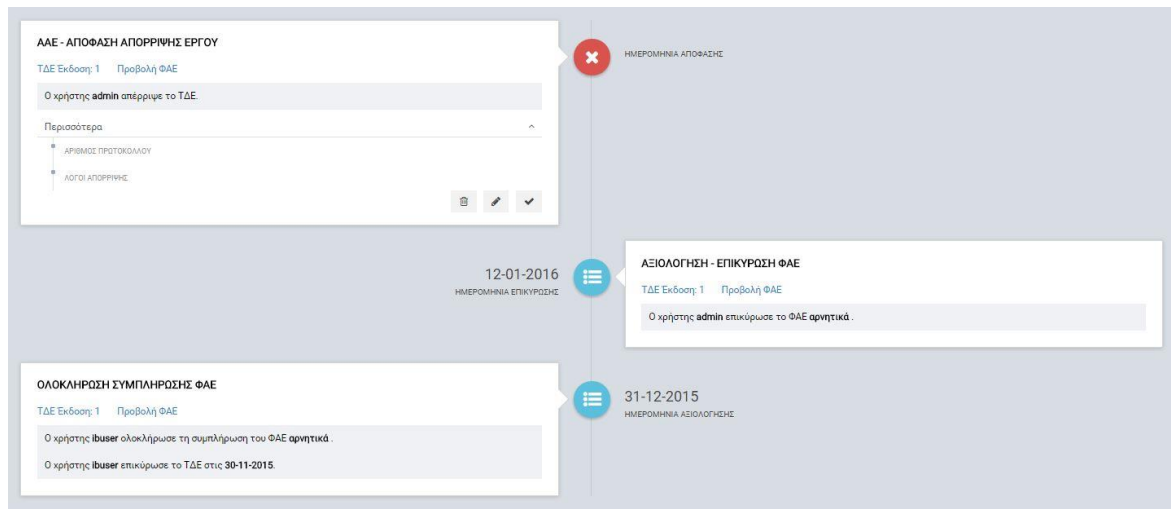 ΑΑΕ - ΑΠΟΦΑΣΗ ΑΠΟΡΡΙΨΗΣ ΕΡΓΟΥ
ΤΔΕ Έκδοση: 1 Προβολή ΦΑΕ
Ο χρήστης admin απέρριψε το ΤΔΕ.
Περισσότερα
ΑΡΙΘΜΟΣ ΠΡΩΤΟΚΟΛΛΟΥ
ΛΟΓΟΙ ΑΠΟΡΡΙΨΗΣ
ΗΜΕΡΟΜΗΝΙΑ ΑΠΟΦΑΣΗΣ
12-01-2016
ΗΜΕΡΟΜΗΝΙΑ ΕΠΙΚΥΡΩΣΗΣ
ΑΞΙΟΛΟΓΗΣΗ - ΕΠΙΚΥΡΩΣΗ ΦΑΕ
ΤΔΕ Έκδοση: 1 Προβολή ΦΑΕ
Ο χρήστης admin επικύρωσε το ΦΑΕ αρνητικά .
ΟΛΟΚΛΗΡΩΣΗ ΣΥΜΠΛΗΡΩΣΗΣ ΦΑΕ
ΤΔΕ Έκδοση: 1 Προβολή ΦΑΕ
Ο χρήστης ibuser ολοκλήρωσε τη συμπλήρωση του ΦΑΕ αρνητικά .
Ο χρήστης ibuser επικύρωσε το ΤΔΕ στις 30-11-2015.
31-12-2015
ΗΜΕΡΟΜΗΝΙΑ ΑΞΙΟΛΟΓΗΣΗΣ